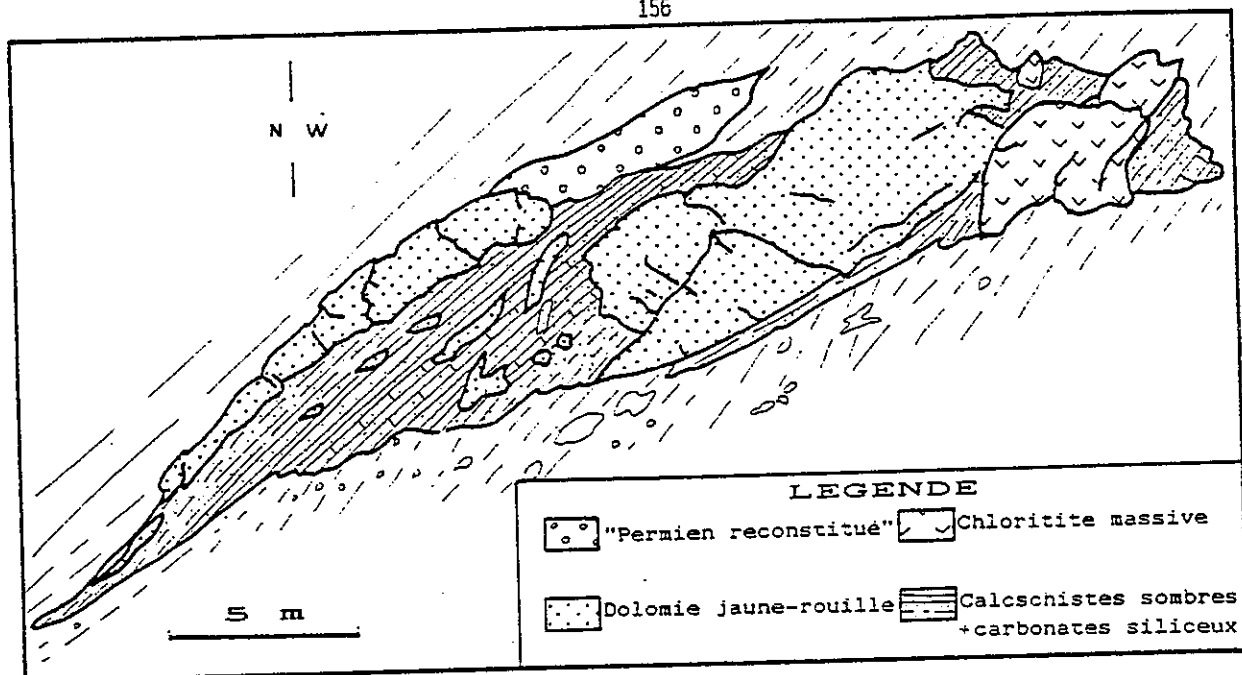 156
N W
5 m
LEGENDE
"Permien reconstitué"
Chloritite massive
Dolomie jaune-rouille
Calcschistes sombres
+carbonates siliceux